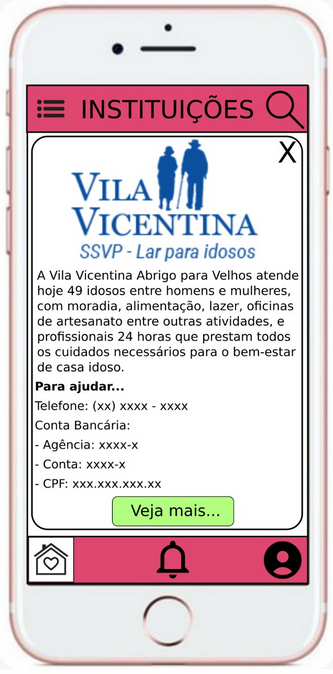 INSTITUIÇÕES
X
VILA
VICENTINA
SSVP - Lar para idosos
A Vila Vicentina Abrigo para Velhos atende
hoje 49 idosos entre homens e mulheres,
com moradia, alimentação, lazer, oficinas
de artesanato entre outras atividades, e
profissionais 24 horas que prestam todos
os cuidados necessários para o bem-estar
de casa idoso.
Para ajudar...
Telefone: (xx) xxxx - xxxx
Conta Bancária:
- Agência: xxxx-x
- Conta: xxxx-x
- CPF: xxx.xxx.xxx.xx
Veja mais...